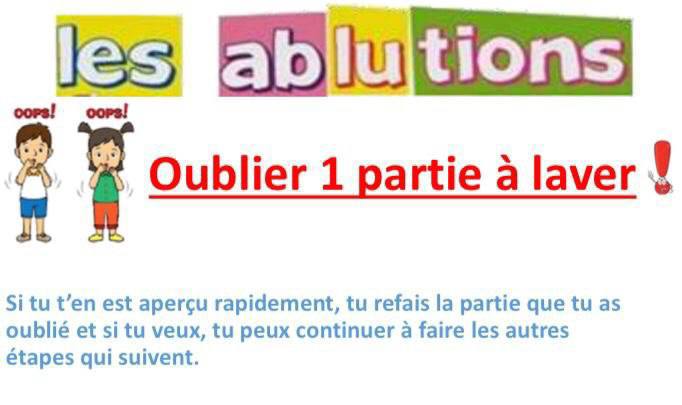 les ablutions
OOPS! OOPS!
Oublier 1 partie à laver !
Si tu t’en est aperçu rapidement, tu refais la partie que tu as
oublié et si tu veux, tu peux continuer à faire les autres
étapes qui suivent.